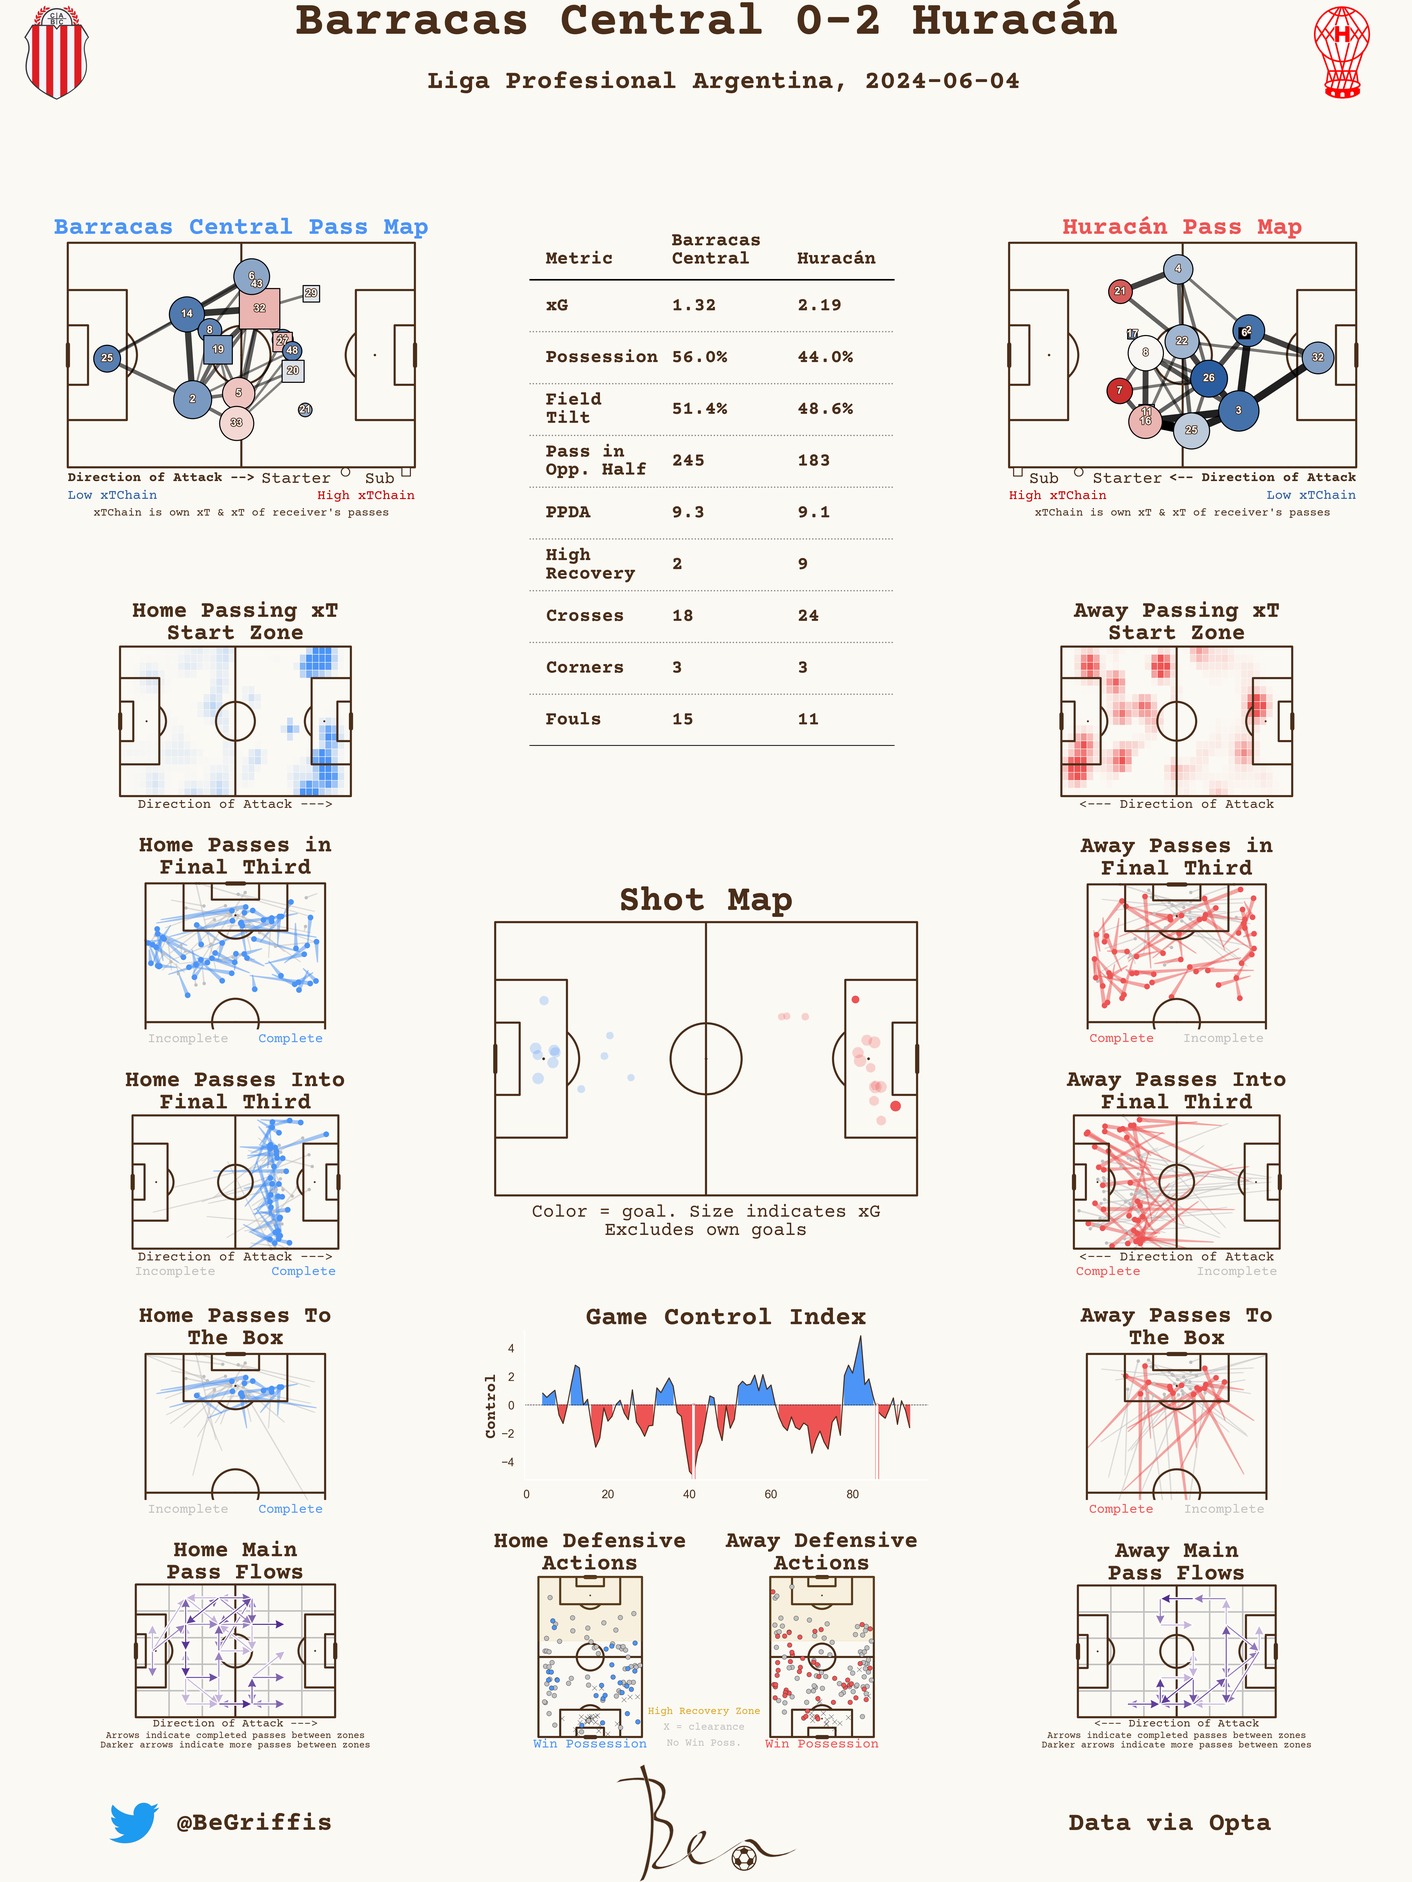 Barracas Central 0-2 Huracán
Liga Profesional Argentina, 2024-06-04
CA
BC
H
Barracas Central Pass Map
6
43
29
32
14
8
19
27
48
25
20
2
5
33
21
Direction of Attack --> Starter Sub
Low xTChain High xTChain
xTChain is own xT & xT of receiver's passes
Metric Barracas Central Huracán
xG 1.32 2.19
Possession 56.0% 44.0%
Field Tilt 51.4% 48.6%
Pass in Opp. Half 245 183
PPDA 9.3 9.1
High Recovery 2 9
Crosses 18 24
Corners 3 3
Fouls 15 11
Huracán Pass Map
4
21
17
22
6
2
8
32
26
7
11
16
3
25
Sub Starter <-- Direction of Attack
High xTChain Low xTChain
xTChain is own xT & xT of receiver's passes
Home Passing xT
Start Zone
Direction of Attack --->
Away Passing xT
Start Zone
<--- Direction of Attack
Home Passes in
Final Third
Incomplete Complete
Away Passes in
Final Third
Complete Incomplete
Shot Map
Color = goal. Size indicates xG
Excludes own goals
Home Passes Into
Final Third
Direction of Attack --->
Incomplete Complete
Away Passes Into
Final Third
<--- Direction of Attack
Complete Incomplete
Home Passes To
The Box
Incomplete Complete
Game Control Index
Control
4
2
0
−2
−4
0 20 40 60 80
Away Passes To
The Box
Complete Incomplete
Home Main
Pass Flows
Direction of Attack --->
Arrows indicate completed passes between zones
Darker arrows indicate more passes between zones
Home Defensive
Actions
Win Possession
Away Defensive
Actions
Win Possession
High Recovery Zone
X = clearance
No Win Poss.
Away Main
Pass Flows
<--- Direction of Attack
Arrows indicate completed passes between zones
Darker arrows indicate more passes between zones
@BeGriffis
Ben
Data via Opta